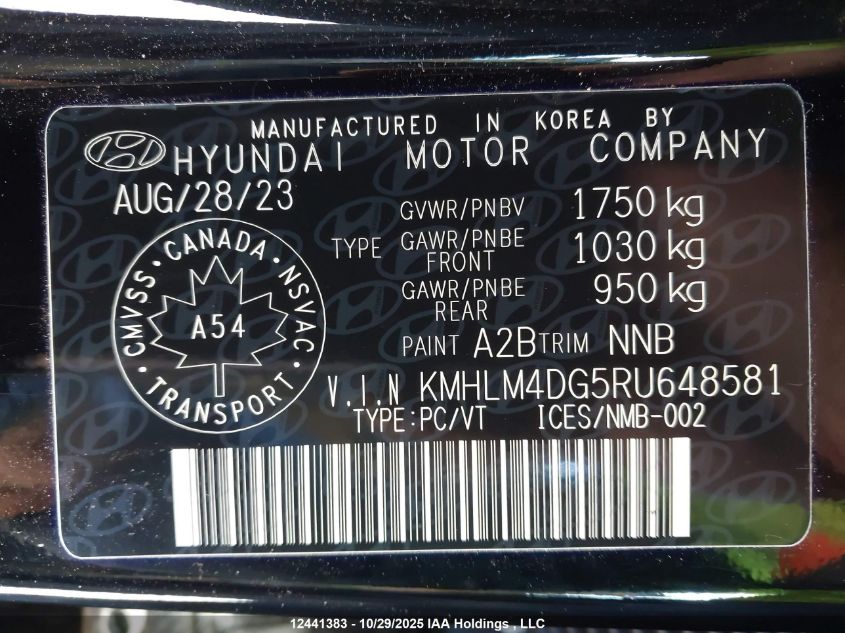 MANUFACTURED IN KOREA BY
HYUNDAI MOTOR COMPANY
AUG/28/23
GVWR/PNBV 1750 kg
TYPE GAWR/PNBE FRONT 1030 kg
GAWR/PNBE REAR 950 kg
CANADA
CMVSS · NSVAC
A54
TRANSPORT
PAINT A2B TRIM NNB
V.I.N KMHLM4DG5RU648581
TYPE:PC/VT ICES/NMB-002
12441383 - 10/29/2025 IAA Holdings , LLC